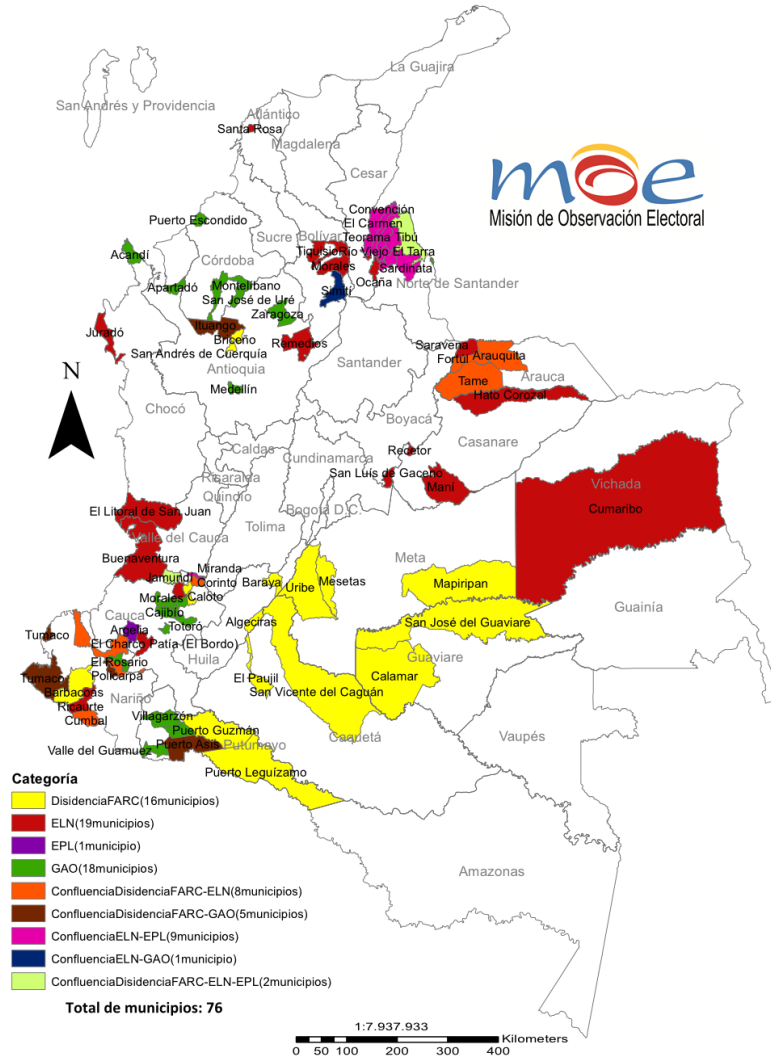 La Guajira
San Andrés y Providencia
Atlántico
Santa Rosa
Magdalena
Cesar
moe
Misión de Observación Electoral
Convención
Puerto Escondido
El Carmen
Sucre
Bolívar
Teorama
Tibú
Acandí
Tiquisio
Río Viejo
El Tarra
Córdoba
Morales
Sardinata
Apartadó
Montelíbano
Simití
Ocaña
Norte de Santander
San José de Uré
Zaragoza
Ituango
Juradó
Briceño
Remedios
Saravena
San Andrés de Cuerquía
Fortul
Arauquita
Antioquia
Santander
Tame
Arauca
N
Medellín
Hato Corozal
Chocó
Boyacá
Casanare
Caldas
Recetor
Cundinamarca
San Luís de Gaceno
Risaralda
Maní
Vichada
Quindio
El Litoral de San Juan
Bogotá D.C.
Cumaribo
Tolima
Valle del Cauca
Buenaventura
Meta
Miranda
Jamundí
Corinto
Baraya
Uribe
Mesetas
Mapiripan
Morales
Caloto
Guainía
Cauca
Cajibío
Algeciras
San José del Guaviare
Tumaco
Argelia
Totoró
El Charco
Patía (El Bordo)
Guaviare
El Rosario
Huila
Tumaco
Policarpa
El Paujil
Calamar
Barbacoas
Nariño
San Vicente del Caguán
Ricaurte
Cumbal
Villagarzón
Puerto Guzmán
Vaupés
Valle del Guamuez
Puerto Asis
Putumayo
Caquetá
Puerto Leguízamo
Amazonas
Categoría
DisidenciaFARC(16municipios)
ELN(19municipios)
EPL(1municipio)
GAO(18municipios)
ConfluenciaDisidenciaFARC-ELN(8municipios)
ConfluenciaDisidenciaFARC-GAO(5municipios)
ConfluenciaELN-EPL(9municipios)
ConfluenciaELN-GAO(1municipio)
ConfluenciaDisidenciaFARC-ELN-EPL(2municipios)
Total de municipios: 76
1:7.937.933
Kilometers
0 50 100 200 300 400